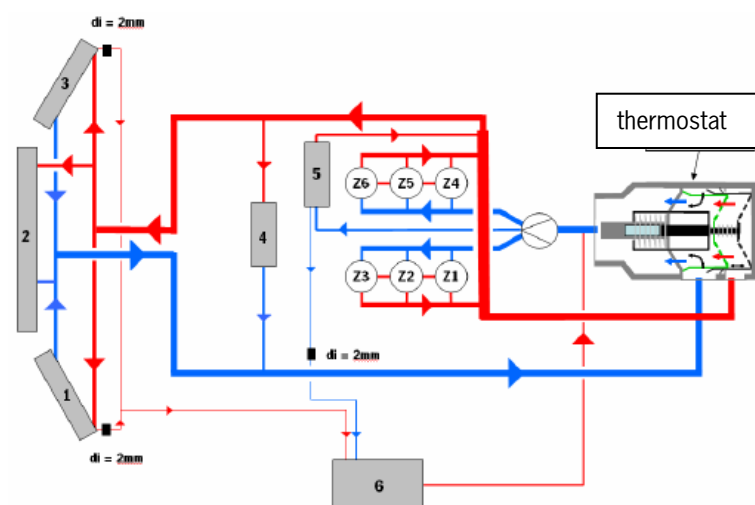 di = 2mm
3
thermostat
5
Z6 Z5 Z4
2
4
Z3 Z2 Z1
di = 2mm
1
di = 2mm
6